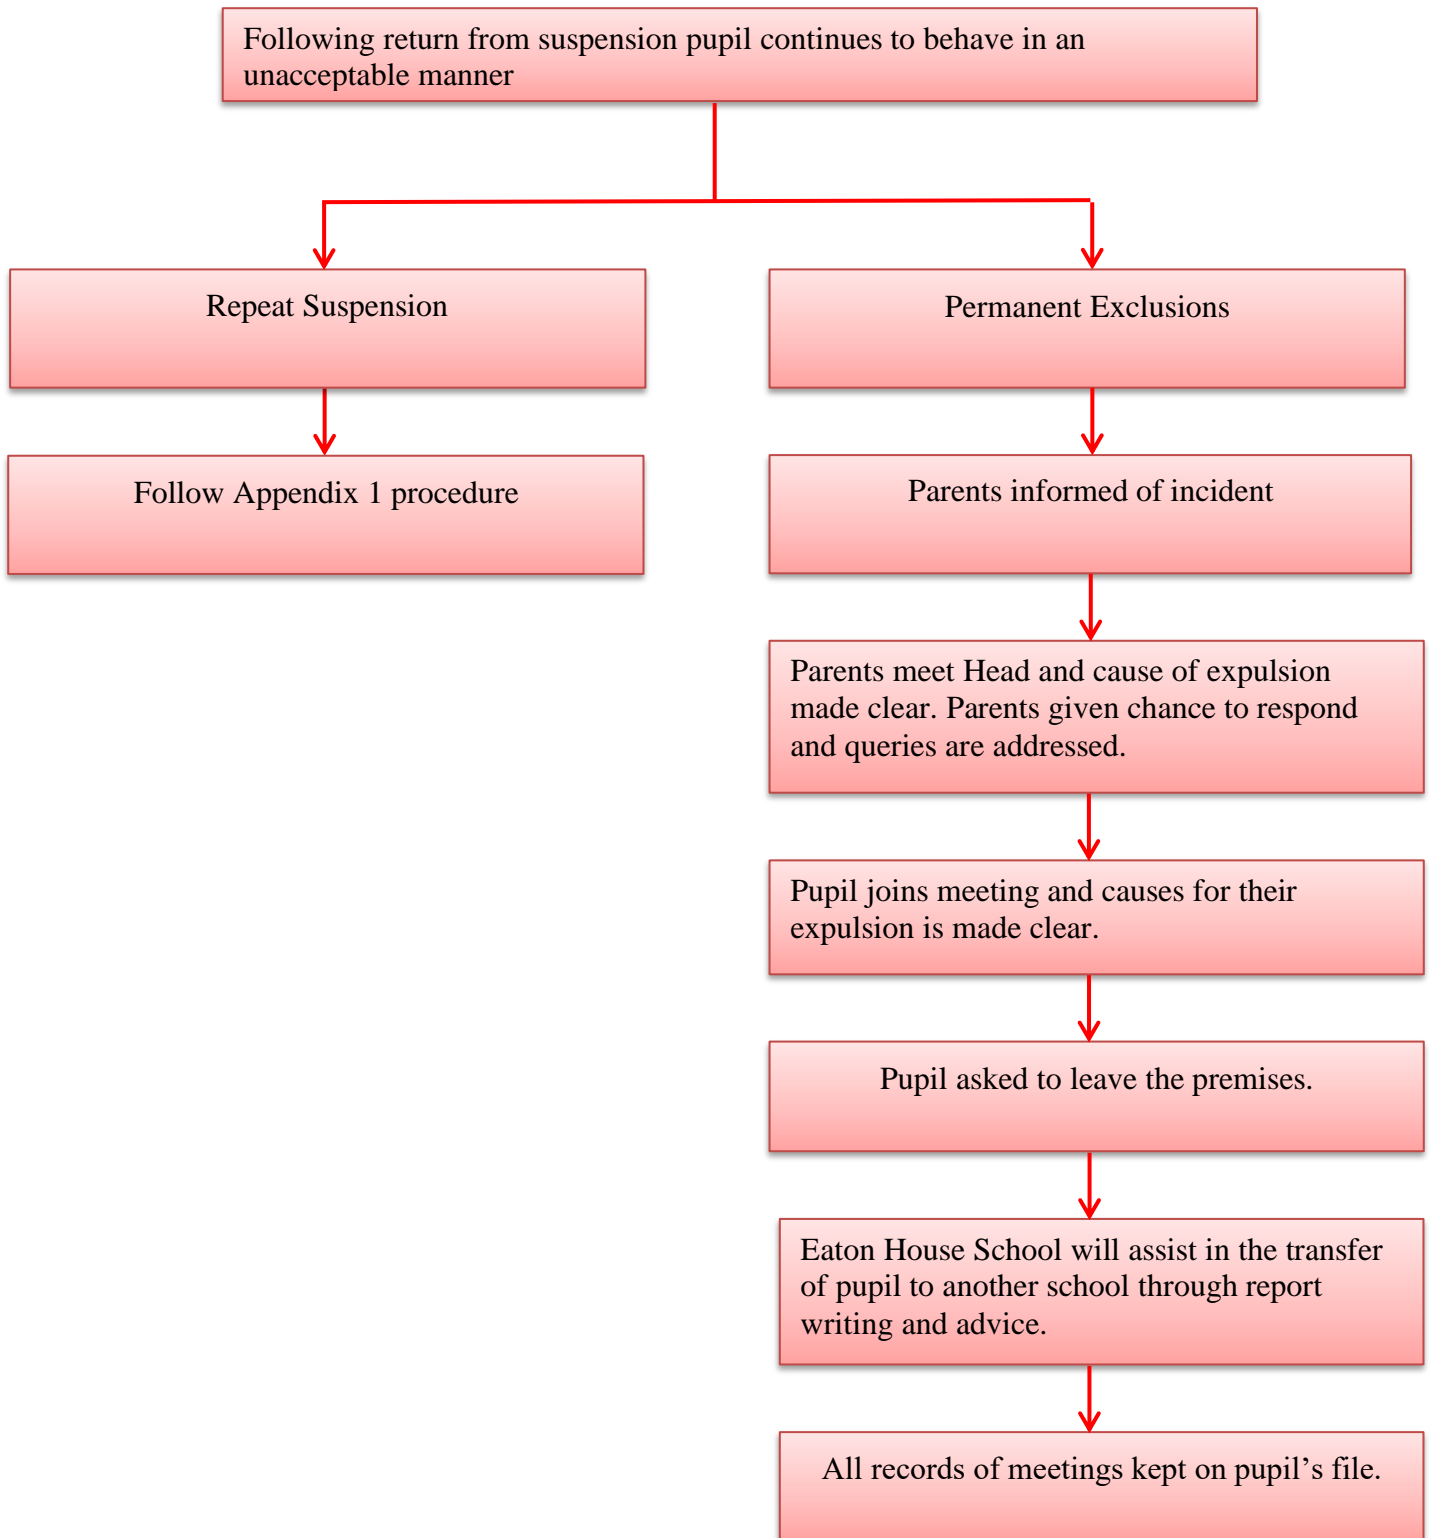 Following return from suspension pupil continues to behave in an
unacceptable manner
Repeat Suspension
Permanent Exclusions
Follow Appendix 1 procedure
Parents informed of incident
Parents meet Head and cause of expulsion
made clear. Parents given chance to respond
and queries are addressed.
Pupil joins meeting and causes for their
expulsion is made clear.
Pupil asked to leave the premises.
Eaton House School will assist in the transfer
of pupil to another school through report
writing and advice.
All records of meetings kept on pupil’s file.